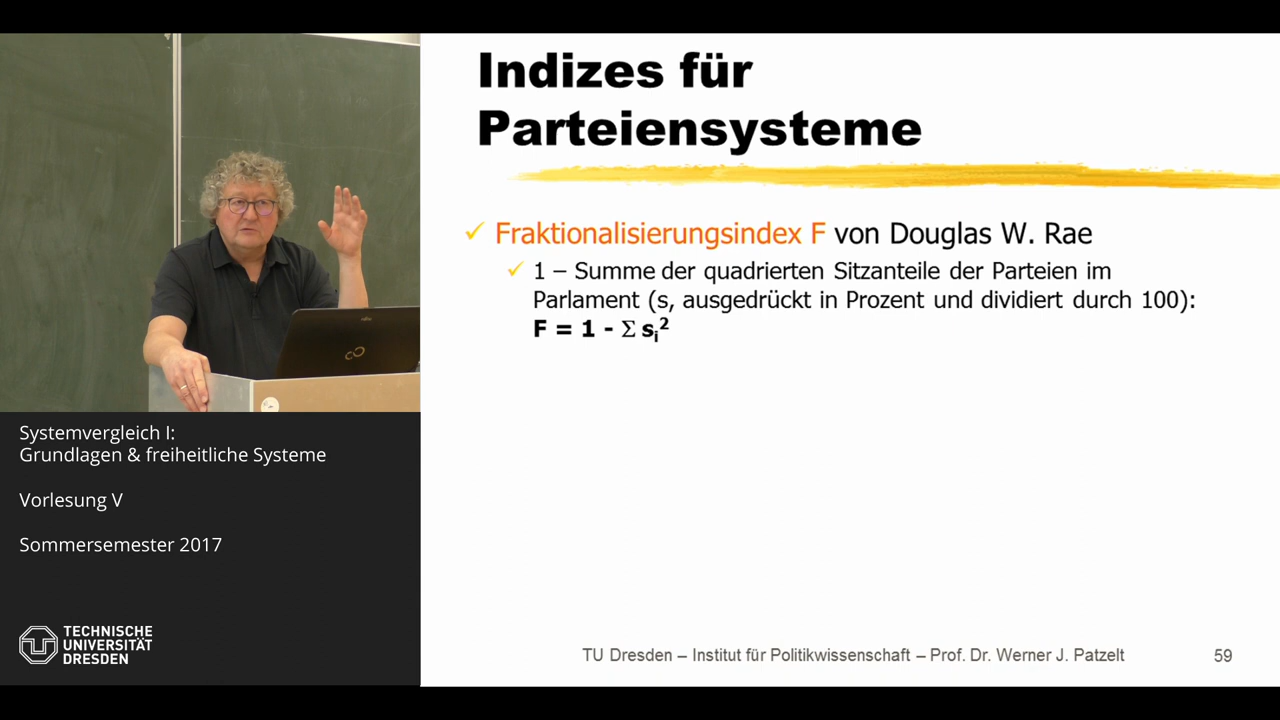 Indizes für
Parteiensysteme
✓ Fraktionalisierungsindex F von Douglas W. Rae
✓ 1 – Summe der quadrierten Sitzanteile der Parteien im
Parlament (s, ausgedrückt in Prozent und dividiert durch 100):
F = 1 - Σ sᵢ²
Systemvergleich I:
Grundlagen & freiheitliche Systeme
Vorlesung V
Sommersemester 2017
TECHNISCHE
UNIVERSITÄT
DRESDEN
TU Dresden – Institut für Politikwissenschaft – Prof. Dr. Werner J. Patzelt
59